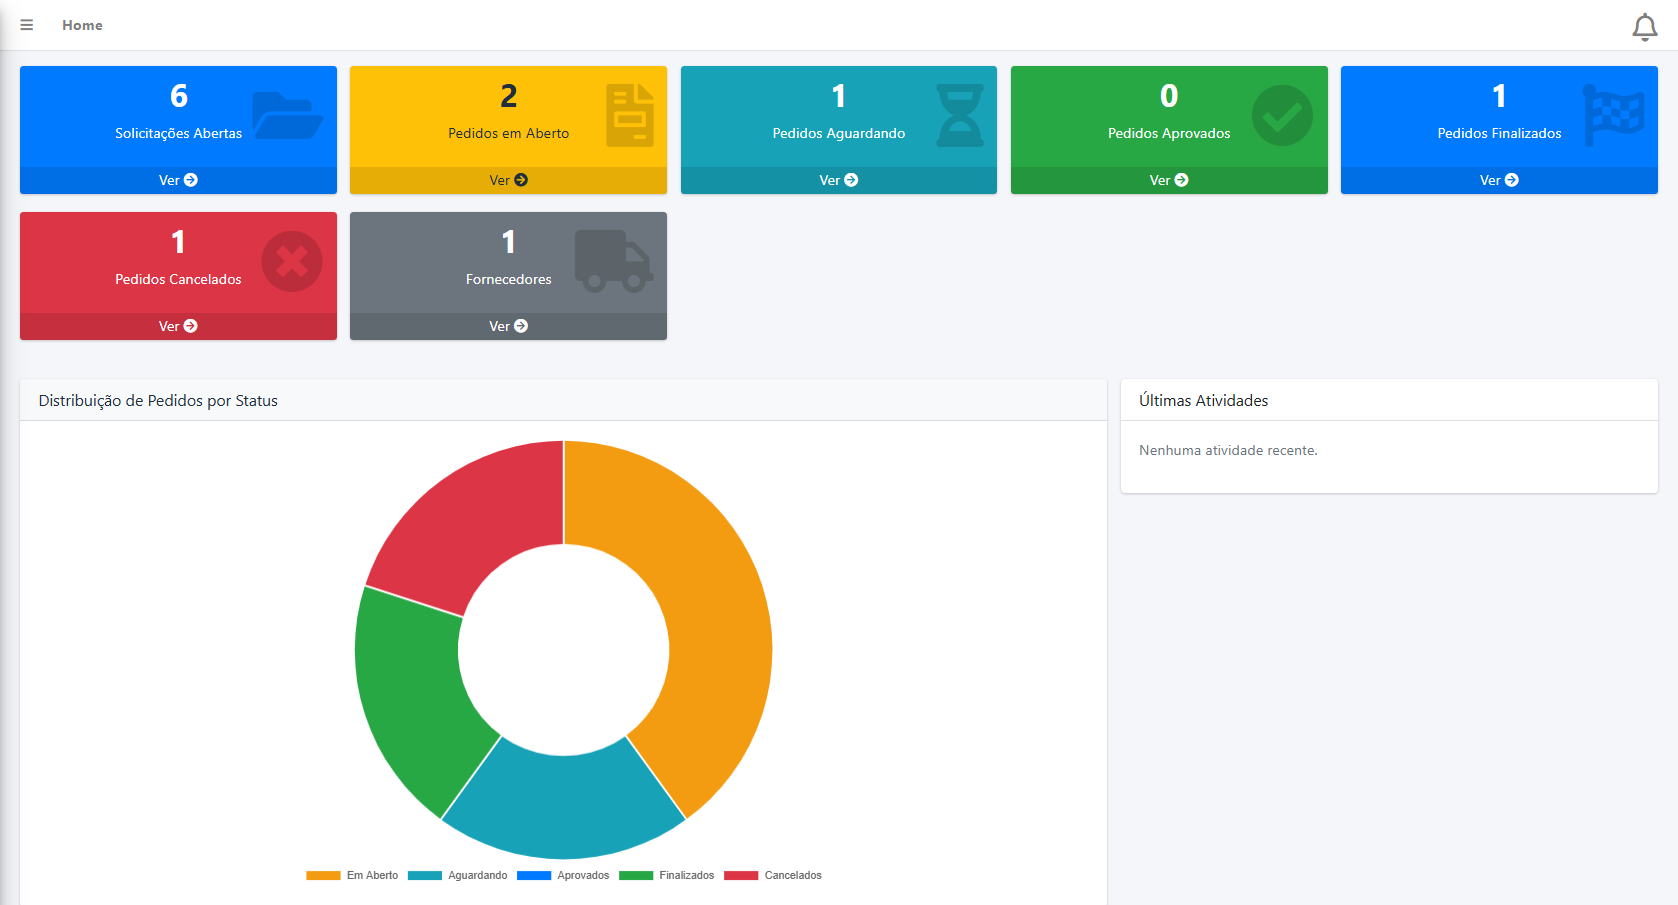 Home
6
Solicitações Abertas
Ver
2
Pedidos em Aberto
Ver
1
Pedidos Aguardando
Ver
0
Pedidos Aprovados
Ver
1
Pedidos Finalizados
Ver
1
Pedidos Cancelados
Ver
1
Fornecedores
Ver
Distribuição de Pedidos por Status
Em Aberto Aguardando Aprovados Finalizados Cancelados
Últimas Atividades
Nenhuma atividade recente.